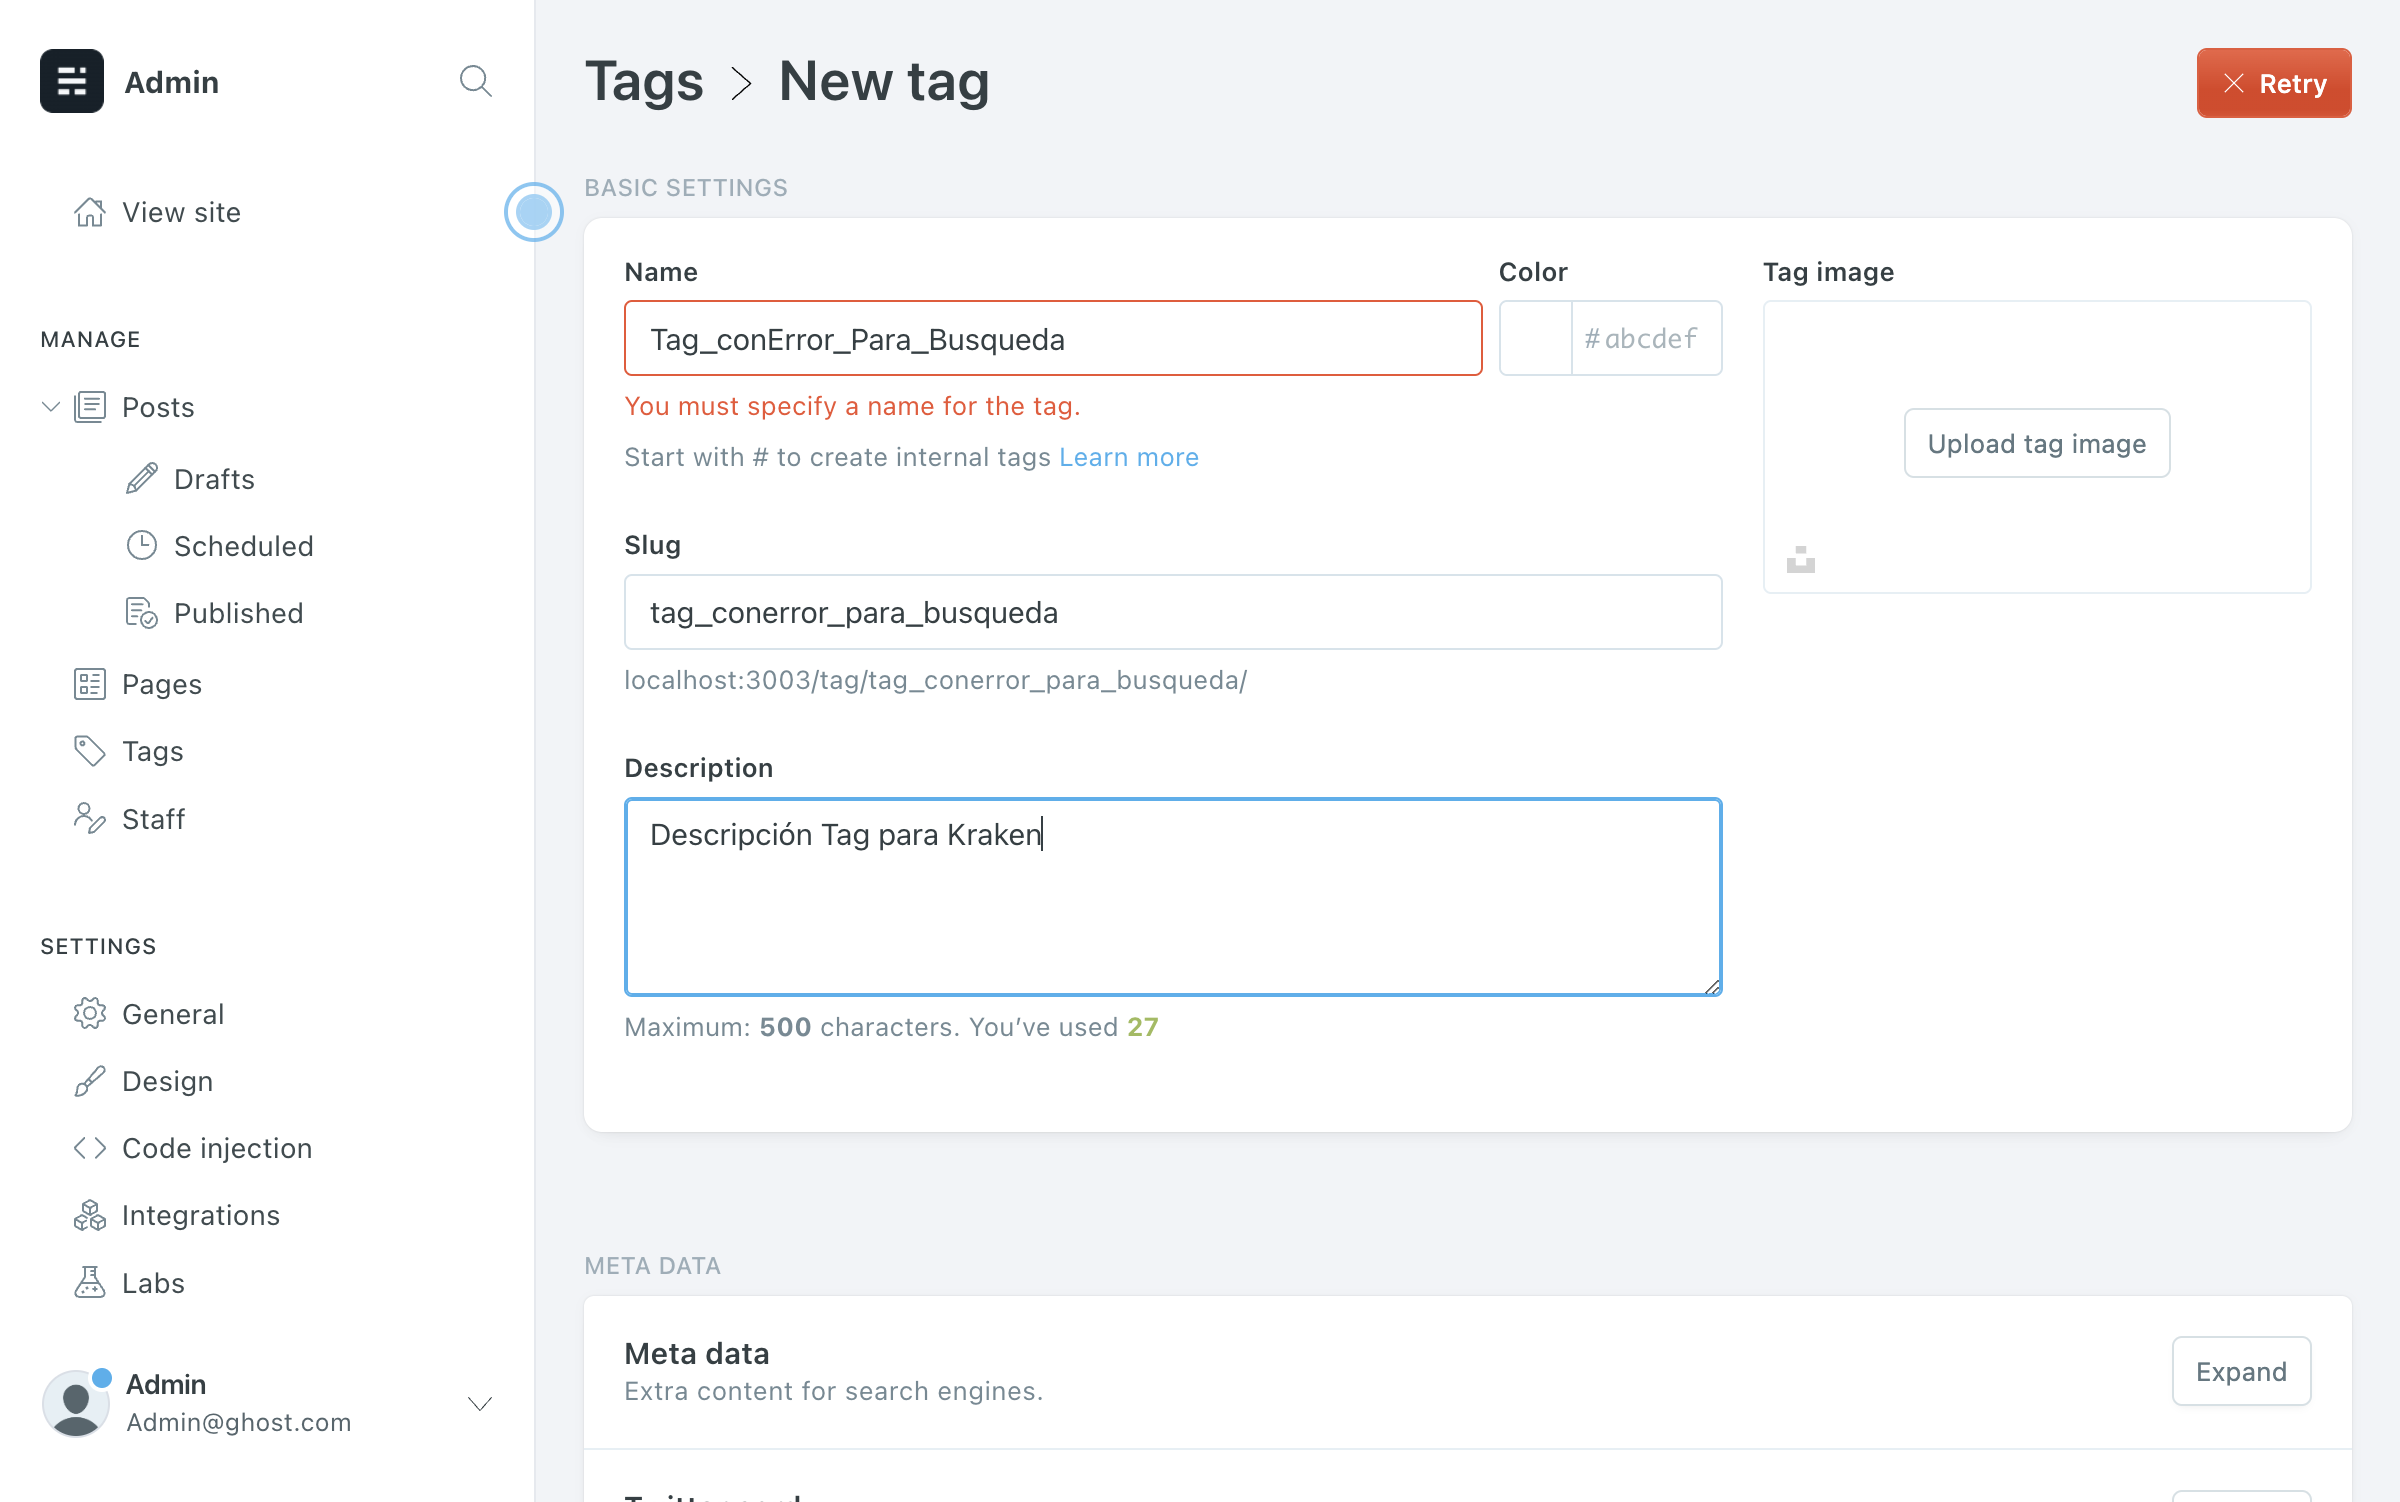 Admin
View site
MANAGE
Posts
Drafts
Scheduled
Published
Pages
Tags
Staff
SETTINGS
General
Design
Code injection
Integrations
Labs
Admin
Admin@ghost.com
Tags > New tag
Retry
BASIC SETTINGS
Name
Tag_conError_Para_Busqueda
You must specify a name for the tag.
Start with # to create internal tags Learn more
Color
#abcdef
Tag image
Upload tag image
Slug
tag_conerror_para_busqueda
localhost:3003/tag/tag_conerror_para_busqueda/
Description
Descripción Tag para Kraken
Maximum: 500 characters. You’ve used 27
META DATA
Meta data
Extra content for search engines.
Expand